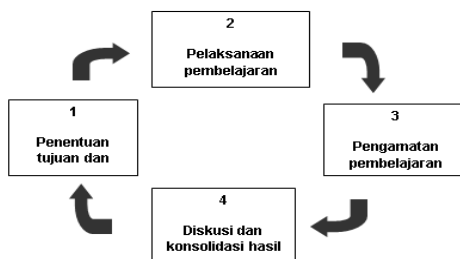 1
Penentuan
tujuan dan
2
Pelaksanaan
pembelajaran
3
Pengamatan
pembelajaran
4
Diskusi dan
konsolidasi hasil